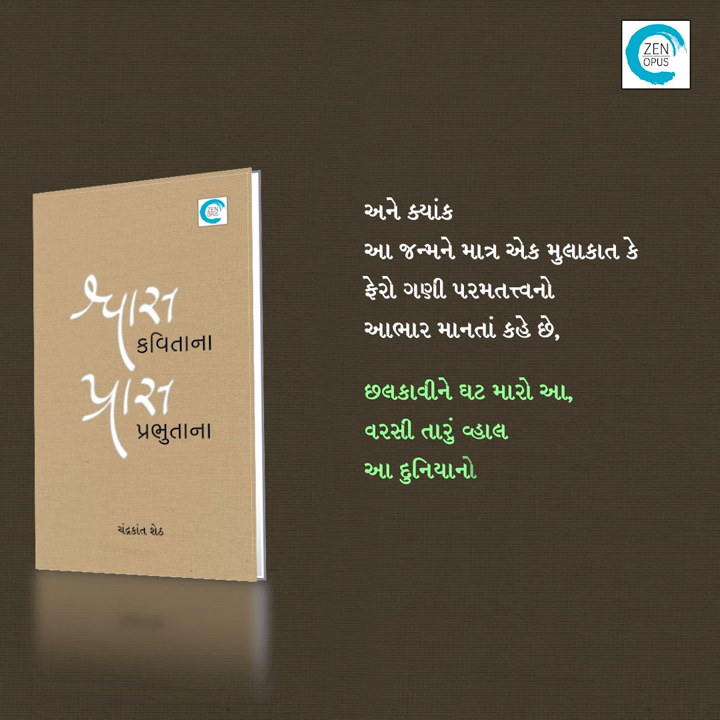 ZEN
OPUS
ZEN
OPUS
શ્વાસ
કવિતાના
પ્રાસ
પ્રભુતાના
ચંદ્રકાંત શેઠ
અને ક્યાંક
આ જન્મને માત્ર એક મુલાકાત કે
ફેરો ગણી પરમતત્ત્વનો
આભાર માનતાં કહે છે,
છલકાવીને ઘટ મારો આ,
વરસી તારું વ્હાલ
આ દુનિયાનો